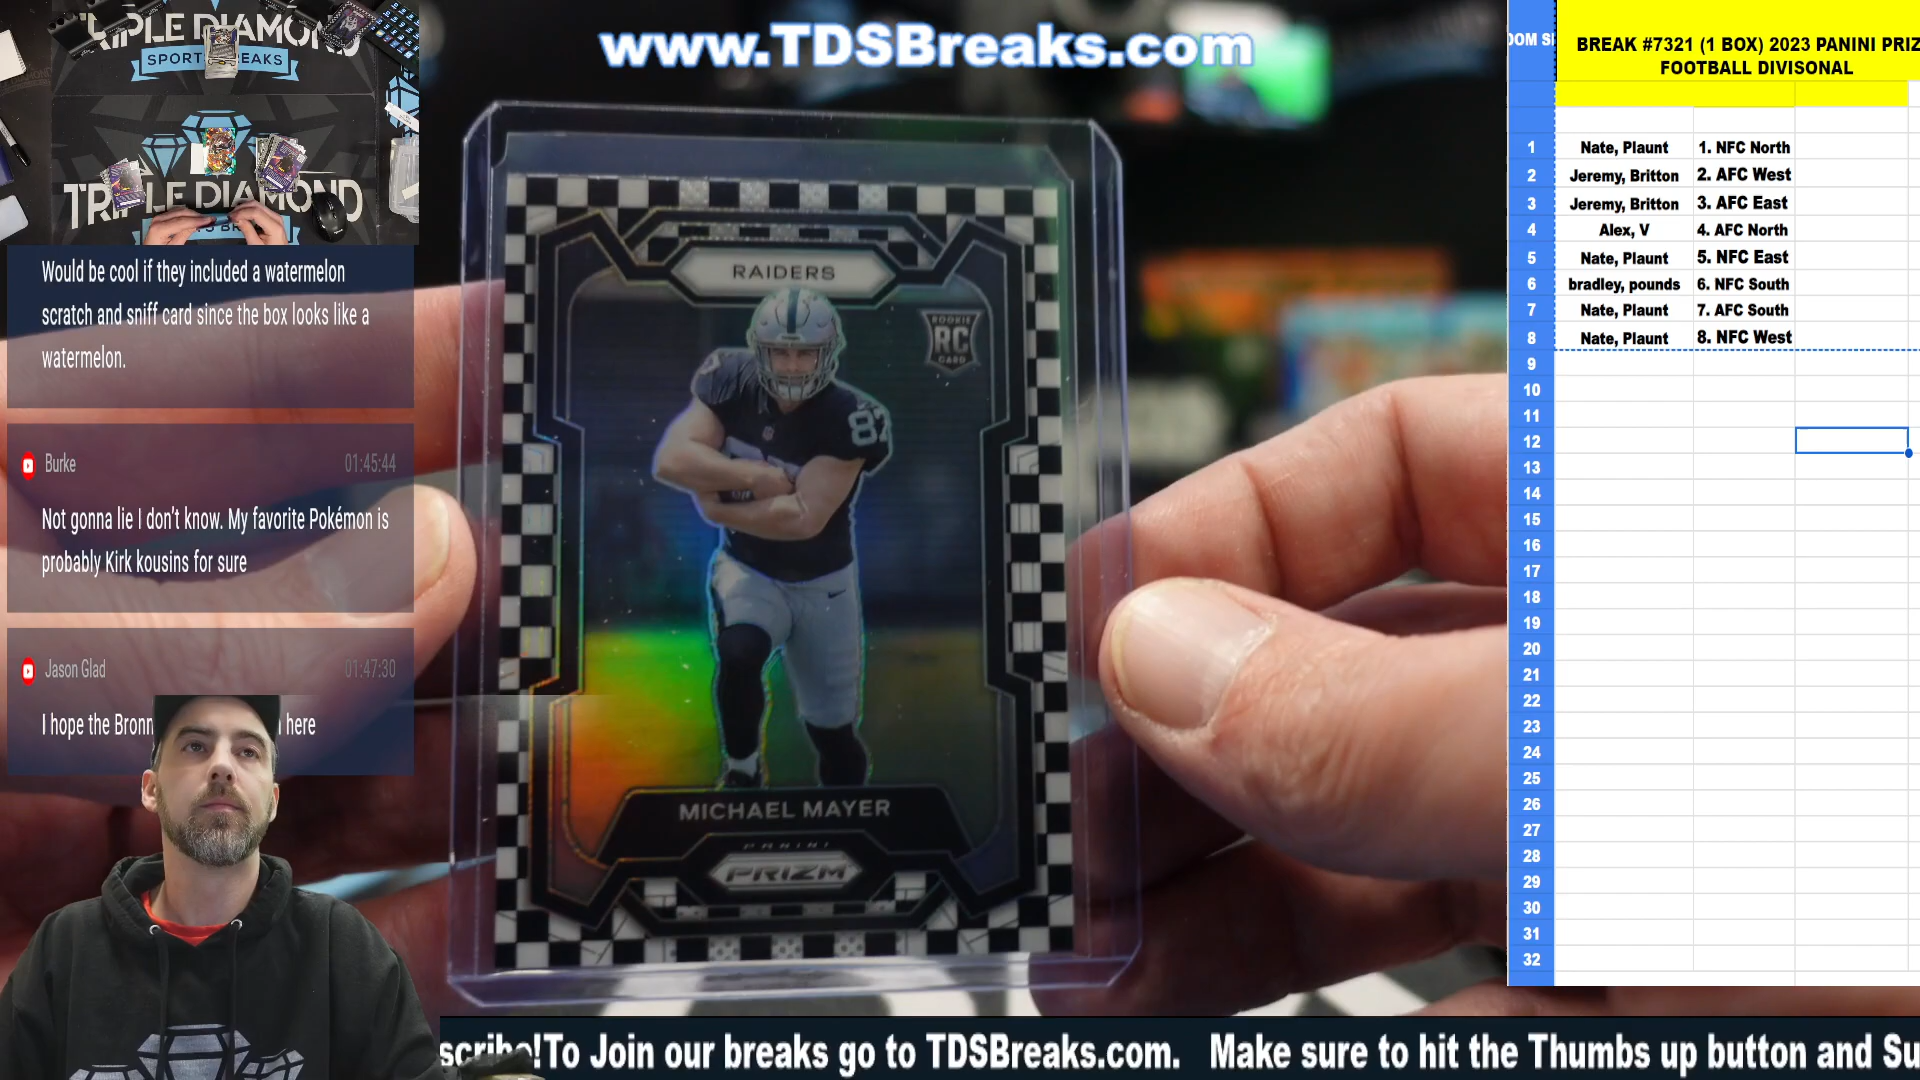 TRIPLE DIAMOND
SPORTS BREAKS
TRIPLE DIAMOND
Would be cool if they included a watermelon
scratch and sniff card since the box looks like a
watermelon.
Burke 01:45:44
Not gonna lie I don't know. My favorite Pokémon is
probably Kirk kousins for sure
Jason Glad 01:47:30
I hope the Bronn here
www.TDSBreaks.com
RAIDERS
ROOKIE
RC
CARD
87
MICHAEL MAYER
PANINI
PRIZM
BREAK #7321 (1 BOX) 2023 PANINI PRIZ
FOOTBALL DIVISONAL
1 Nate, Plaunt 1. NFC North
2 Jeremy, Britton 2. AFC West
3 Jeremy, Britton 3. AFC East
4 Alex, V 4. AFC North
5 Nate, Plaunt 5. NFC East
6 bradley, pounds 6. NFC South
7 Nate, Plaunt 7. AFC South
8 Nate, Plaunt 8. NFC West
9
10
11
12
13
14
15
16
17
18
19
20
21
22
23
24
25
26
27
28
29
30
31
32
scribe!To Join our breaks go to TDSBreaks.com. Make sure to hit the Thumbs up button and Su